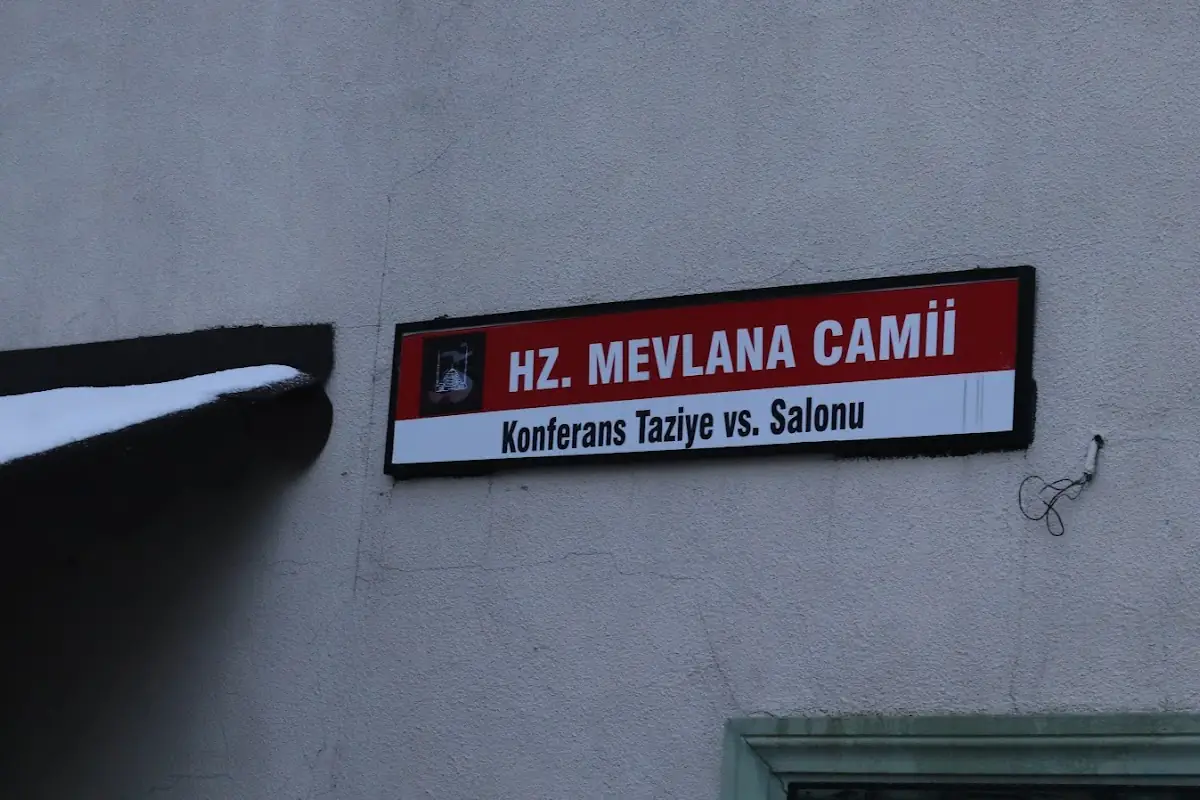 HZ. MEVLANA CAMİİ
Konferans Taziye vs. Salonu